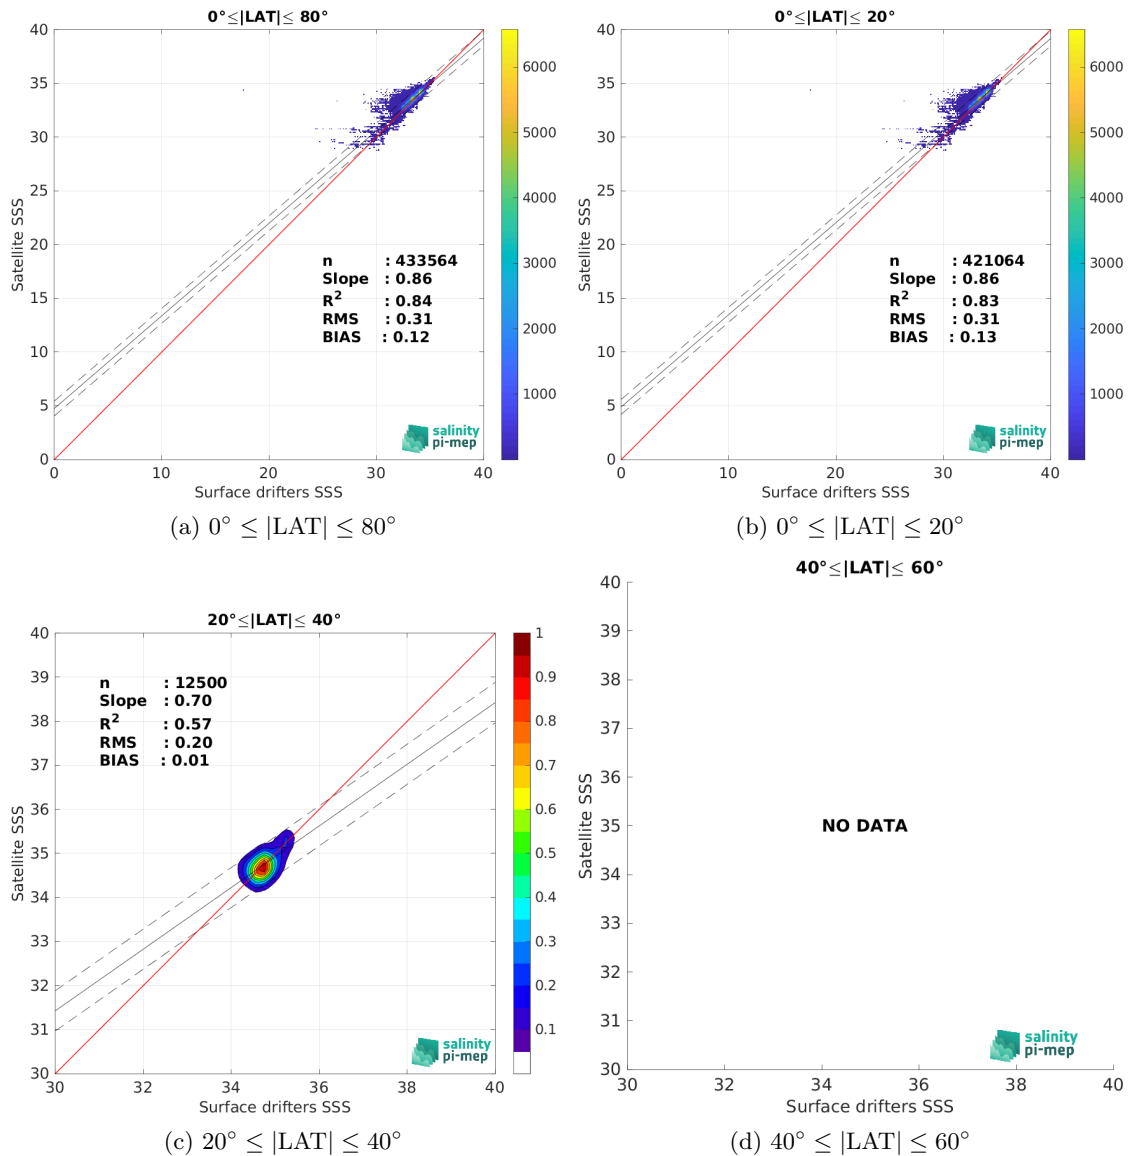 0°≤|LAT|≤ 80°
40
35
30
25
20
15
10
5
0
Satellite SSS
n : 433564
Slope : 0.86
R² : 0.84
RMS : 0.31
BIAS : 0.12
salinity
pi-mep
0 10 20 30 40
Surface drifters SSS
6000
5000
4000
3000
2000
1000
(a) 0° ≤ |LAT| ≤ 80°
0°≤|LAT|≤ 20°
40
35
30
25
20
15
10
5
0
Satellite SSS
n : 421064
Slope : 0.86
R² : 0.83
RMS : 0.31
BIAS : 0.13
salinity
pi-mep
0 10 20 30 40
Surface drifters SSS
6000
5000
4000
3000
2000
1000
(b) 0° ≤ |LAT| ≤ 20°
20°≤|LAT|≤ 40°
40
39
38
37
36
35
34
33
32
31
30
Satellite SSS
n : 12500
Slope : 0.70
R² : 0.57
RMS : 0.20
BIAS : 0.01
salinity
pi-mep
30 32 34 36 38 40
Surface drifters SSS
1
0.9
0.8
0.7
0.6
0.5
0.4
0.3
0.2
0.1
(c) 20° ≤ |LAT| ≤ 40°
40°≤|LAT|≤ 60°
40
39
38
37
36
35
34
33
32
31
30
Satellite SSS
NO DATA
salinity
pi-mep
30 32 34 36 38 40
Surface drifters SSS
(d) 40° ≤ |LAT| ≤ 60°